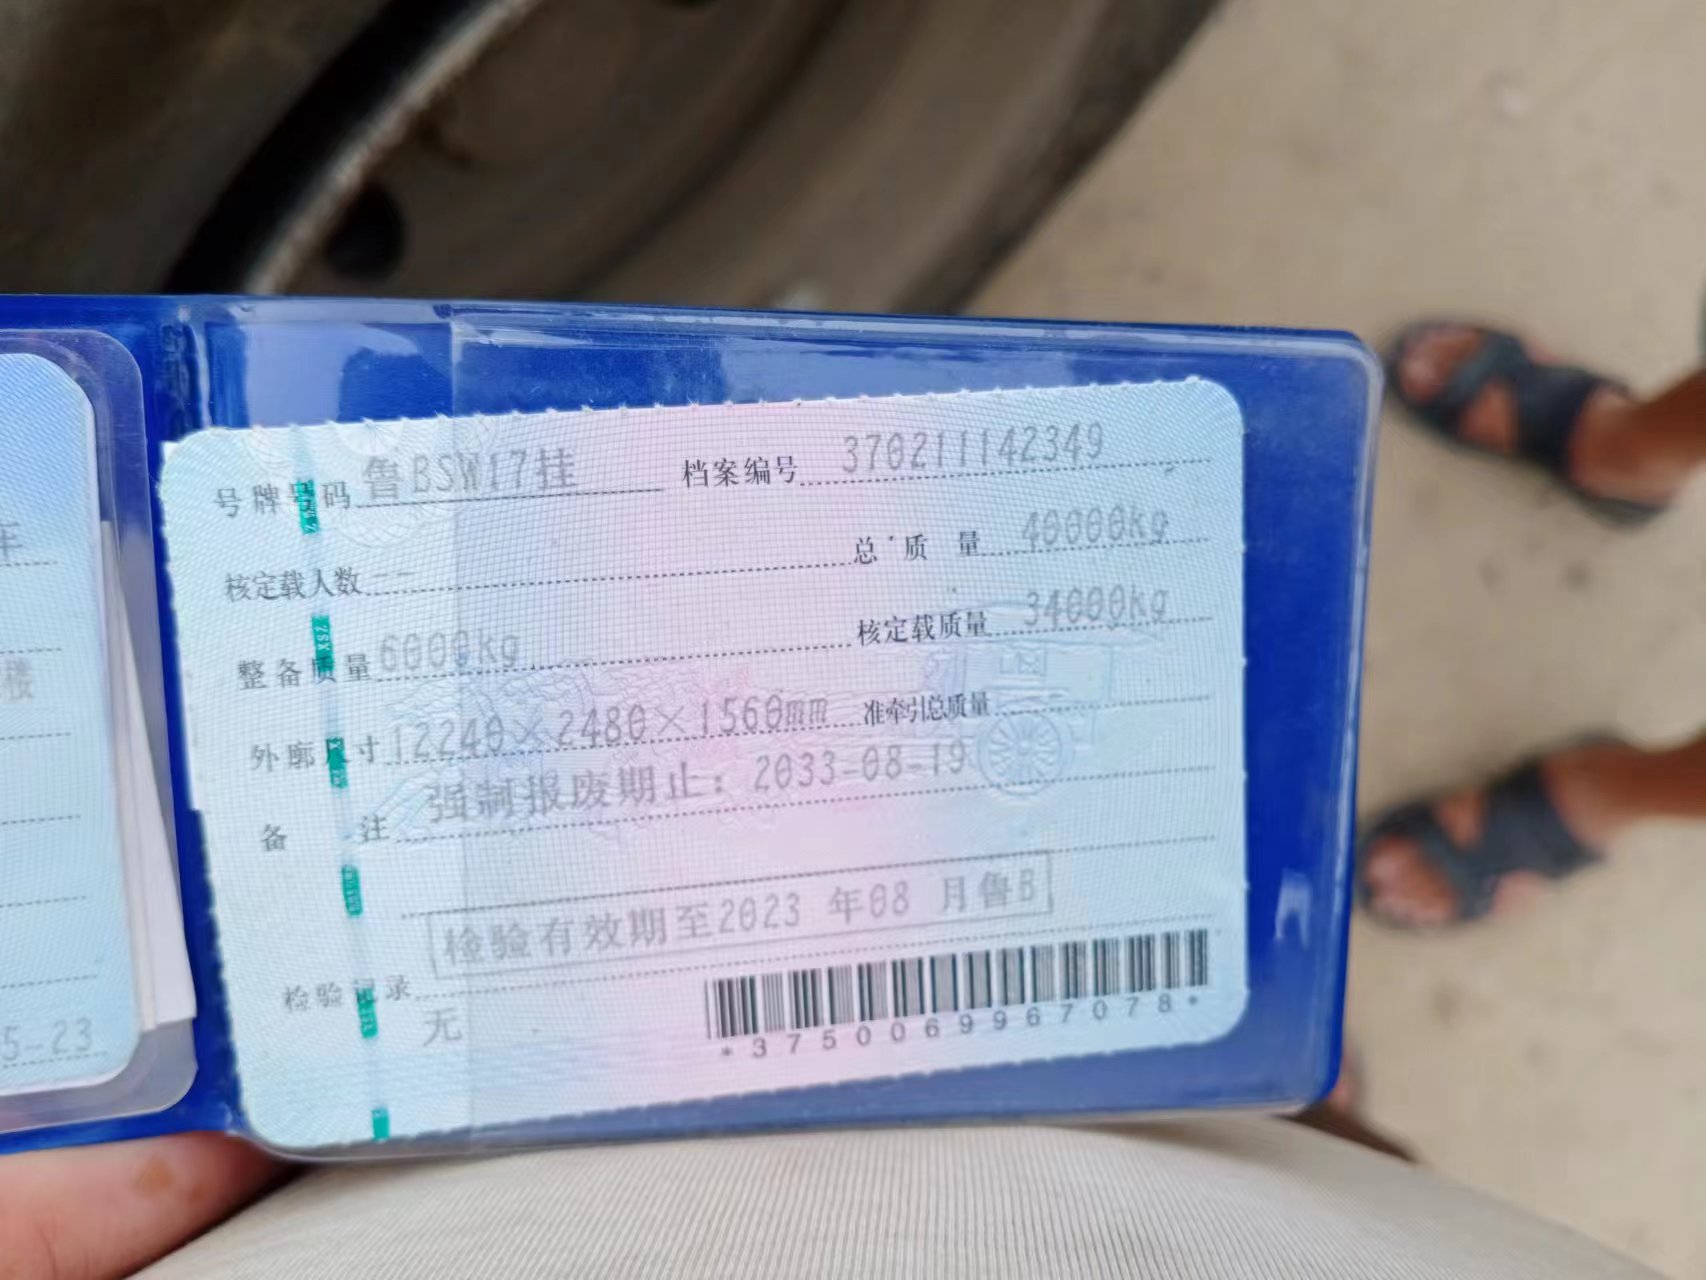 号牌号码 鲁BSW17挂 档案编号 370211142349
核定载人数 -- 总质量 40000kg
整备质量 6000kg 核定载质量 34000kg
外廓尺寸 12240×2480×1560mm 准牵引总质量
备注 强制报废期止：2033-08-19
检验有效期至2023 年08 月鲁B
检验记录
无
*3750069967078*
车
楼
5-23